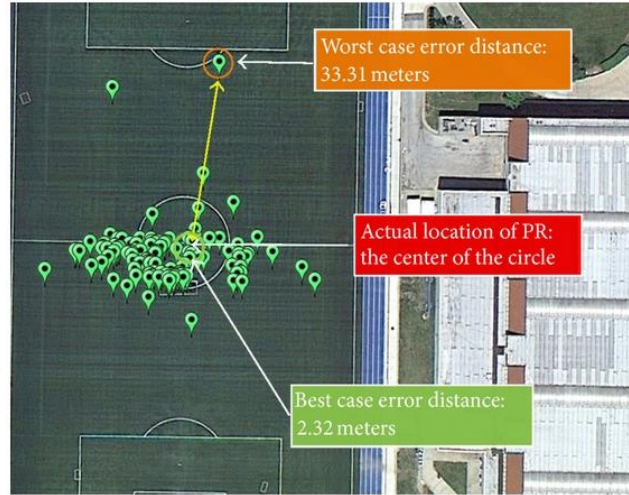 Worst case error distance:
33.31 meters
Actual location of PR:
the center of the circle
Best case error distance:
2.32 meters